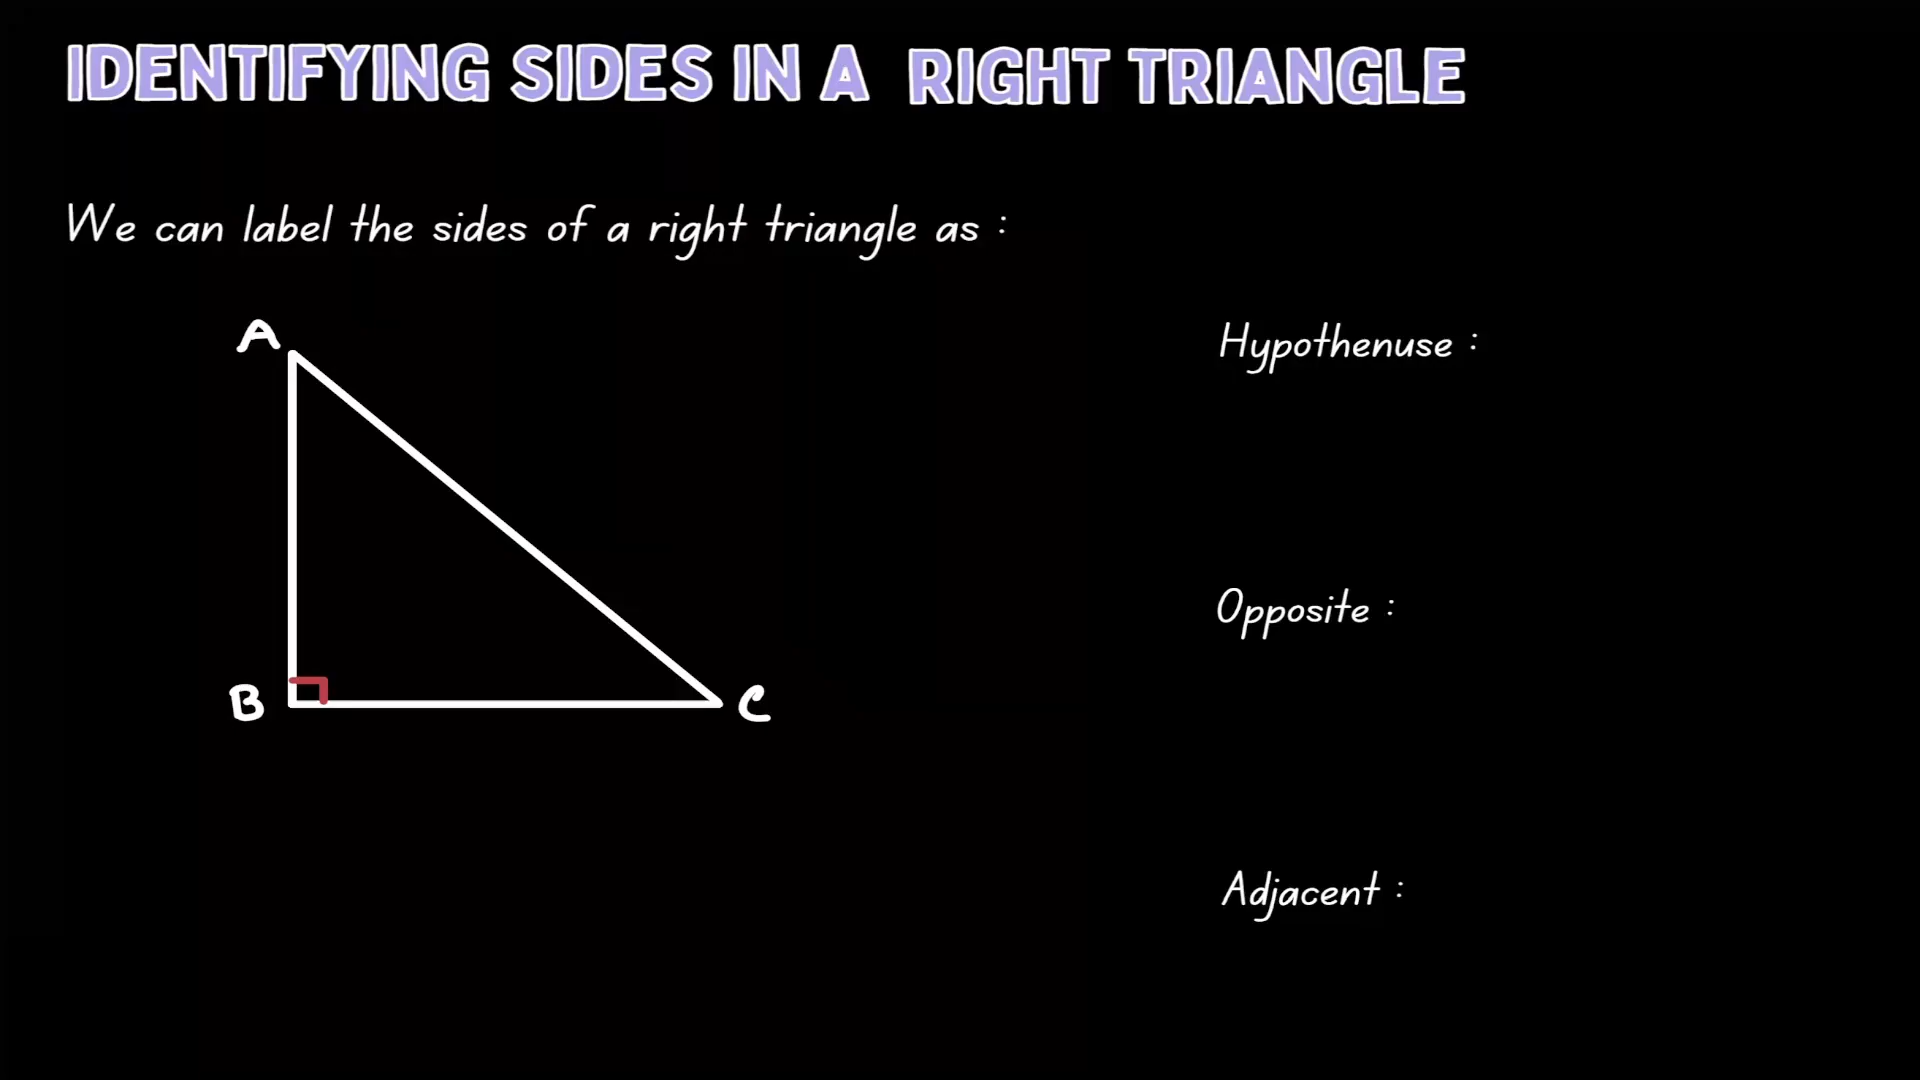 IDENTIFYING SIDES IN A RIGHT TRIANGLE
We can label the sides of a right triangle as :
A
Hypothenuse :
Opposite :
B
C
Adjacent :